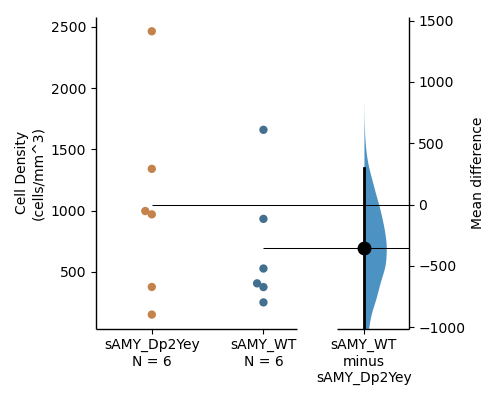 2500
2000
1500
1000
500
Cell Density
(cells/mm^3)
1500
1000
500
0
−500
−1000
Mean difference
sAMY_Dp2Yey
N = 6
sAMY_WT
N = 6
sAMY_WT
minus
sAMY_Dp2Yey